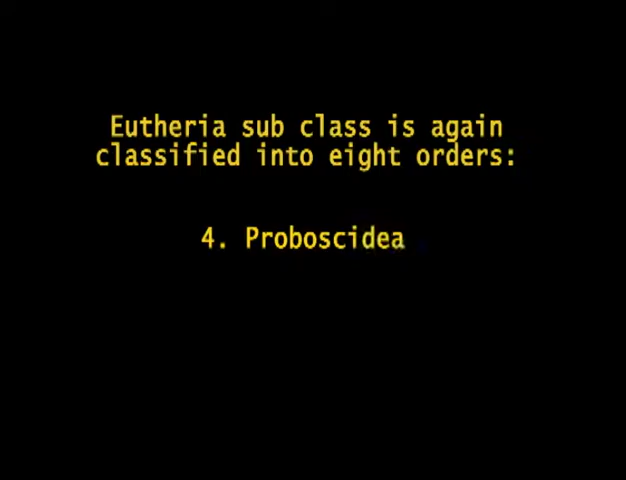 Eutheria sub class is again
classified into eight orders:
4. Proboscidea